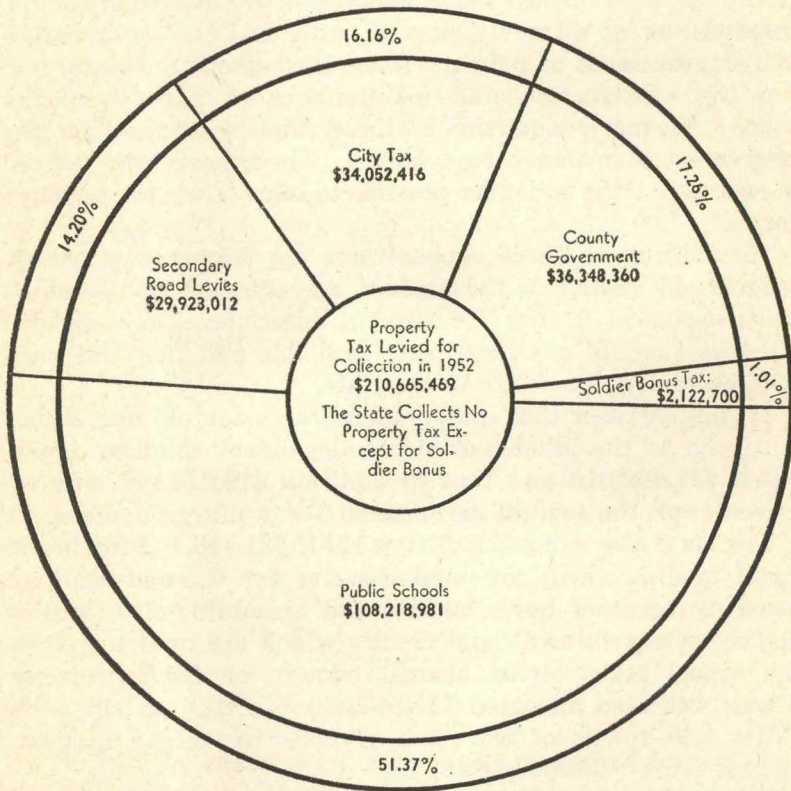 16.16%
City Tax
$34,052,416
17.26%
County
Government
$36,348,360
14.20%
Secondary
Road Levies
$29,923,012
Property
Tax Levied for
Collection in 1952
$210,665,469
The State Collects No
Property Tax Ex-
cept for Sol-
dier Bonus
Soldier Bonus Tax:
$2,122,700
1.01%
Public Schools
$108,218,981
51.37%